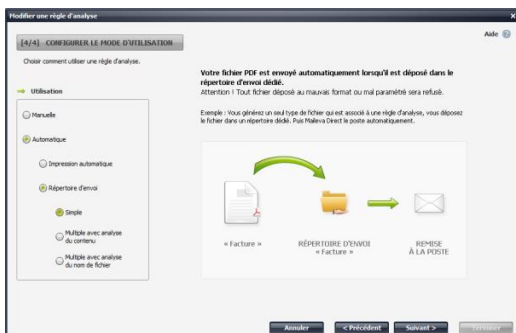 Modifier une règle d'analyse
x
Aide ?
[4/4] CONFIGURER LE MODE D'UTILISATION
Choisir comment utiliser une règle d'analyse.
Utilisation
Manuelle
Automatique
Impression automatique
Répertoire d'envoi
Simple
Multiple avec analyse
du contenu
Multiple avec analyse
du nom de fichier
Votre fichier PDF est envoyé automatiquement lorsqu'il est déposé dans le
répertoire d'envoi dédié.
Attention ! Tout fichier déposé au mauvais format ou mal paramétré sera refusé.
Exemple : Vous générez un seul type de fichier qui est associé à une règle d'analyse, vous déposez
le fichier dans un répertoire dédié. Puis Maileva Direct le poste automatiquement.
« Facture »
RÉPERTOIRE D'ENVOI
« Facture »
REMISE
À LA POSTE
Annuler
< Précédent
Suivant >
Terminer